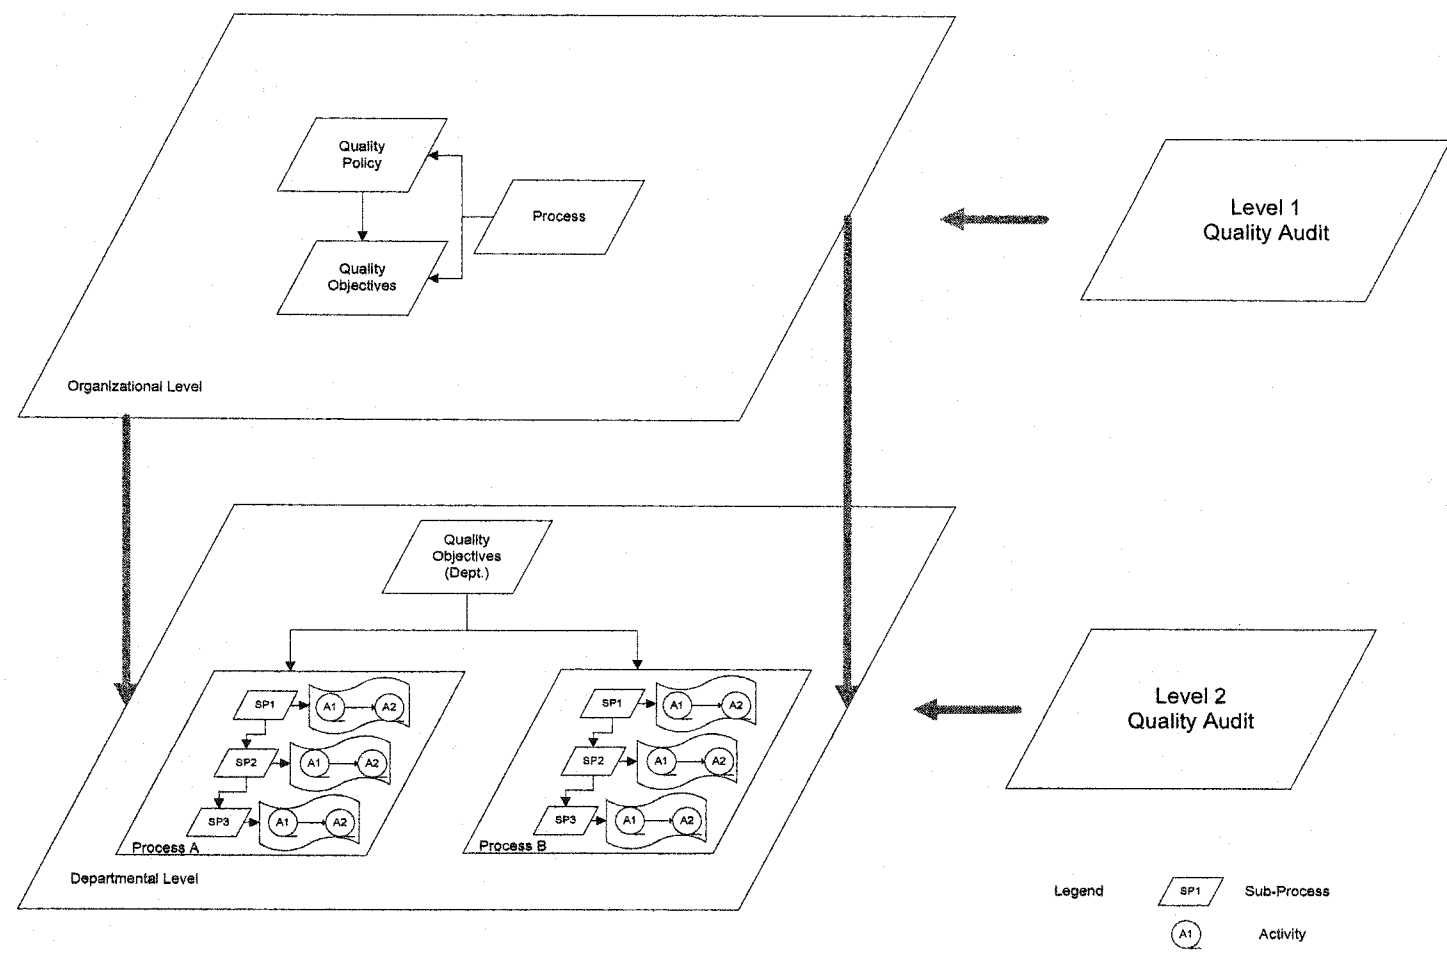 Quality
Policy
Process
Quality
Objectives
Organizational Level
Level 1
Quality Audit
Quality
Objectives
(Dept.)
SP1
A1
A2
SP2
A1
A2
SP3
A1
A2
Process A
SP1
A1
A2
SP2
A1
A2
SP3
A1
A2
Process B
Departmental Level
Level 2
Quality Audit
Legend
SP1
Sub-Process
A1
Activity